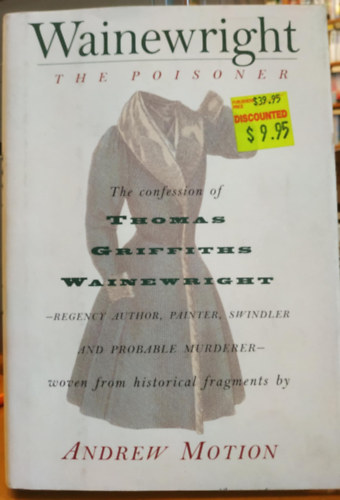 Wainewright
THE POISONER
$39.95
DISCOUNTED
$9.95
The confession of
THOMAS
GRIFFITHS
WAINEWRIGHT
—REGENCY AUTHOR, PAINTER, SWINDLER
AND PROBABLE MURDERER—
woven from historical fragments by
ANDREW MOTION